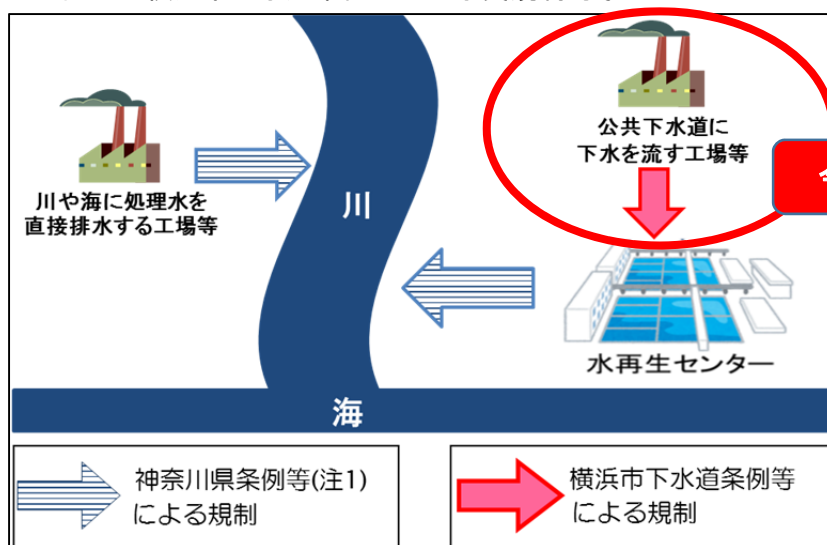 公共下水道に
下水を流す工場等
川や海に処理水を
直接排水する工場等
川
水再生センター
海
神奈川県条例等(注1)
による規制
横浜市下水道条例等
による規制